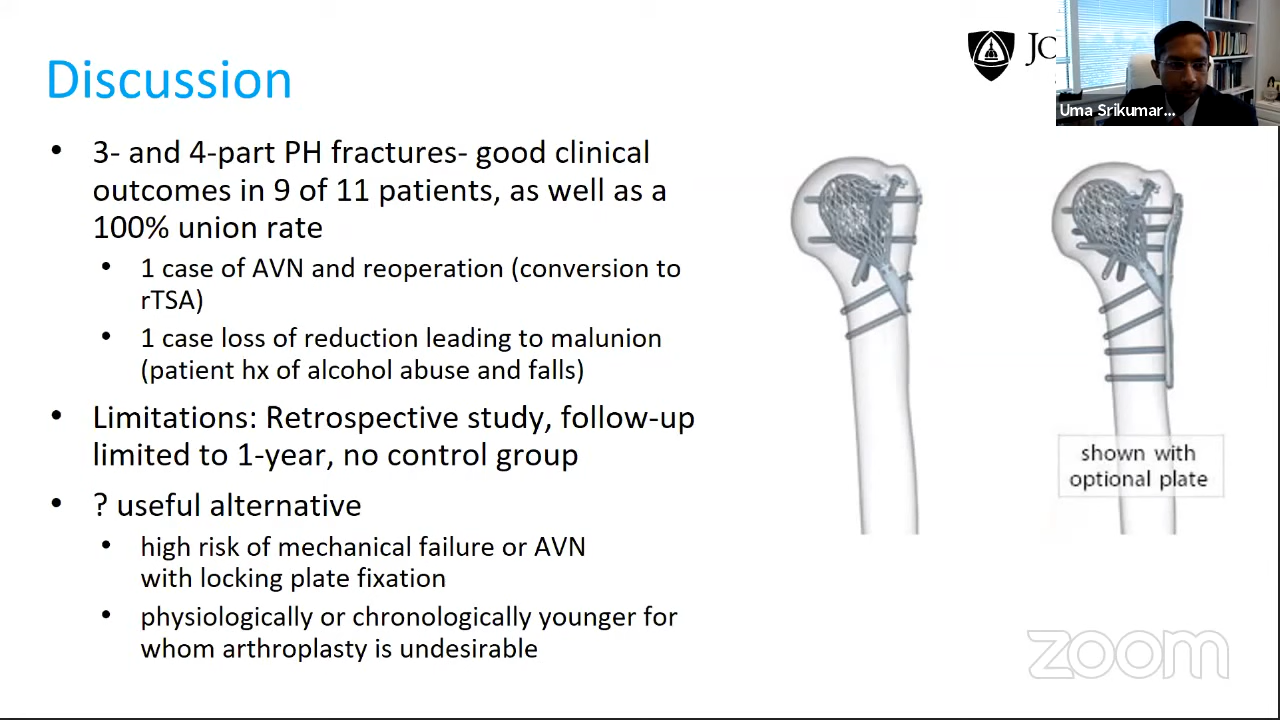 Discussion
JC
Uma Srikumar...
• 3- and 4-part PH fractures- good clinical
outcomes in 9 of 11 patients, as well as a
100% union rate
• 1 case of AVN and reoperation (conversion to
rTSA)
• 1 case loss of reduction leading to malunion
(patient hx of alcohol abuse and falls)
• Limitations: Retrospective study, follow-up
limited to 1-year, no control group
• ? useful alternative
• high risk of mechanical failure or AVN
with locking plate fixation
• physiologically or chronologically younger for
whom arthroplasty is undesirable
shown with
optional plate
zoom